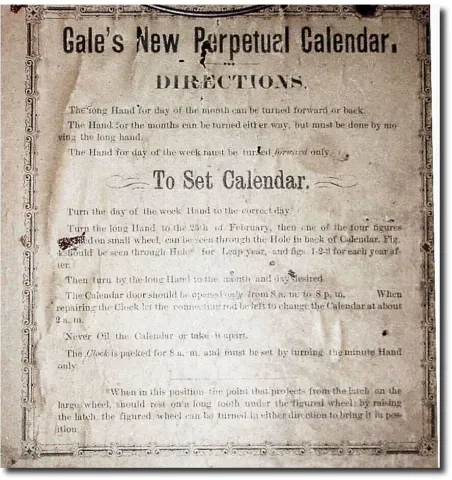 Gale's New Perpetual Calendar.
DIRECTIONS.
The long Hand for day of the month can be turned forward or back.
The Hand for the months can be turned either way, but must be done by mo
ving the long hand.
The Hand for day of the week must be turned forward only.
To Set Calendar.
Turn the day of the week Hand to the correct day
Turn the long Hand to the 25th of February, then one of the four figures
on small wheel, can be seen through the Hole in back of Calendar. Fig.
should be seen through Hole for Leap year, and figs 1-2-3 for each year af-
ter.
Then turn by the long Hand to the month and day desired.
The Calendar door should be opened only from 8 a. m. to 8 p. m. When
repairing the Clock let the connecting rod be left to change the Calendar at about
2 a. m.
Never Oil the Calendar or take it apart.
The Clock is packed for 8 a. m. and must be set by turning the minute Hand
only.
*When in this position the point that projects from the latch on the
large wheel, should rest on a long tooth under the figured wheel; by raising
the latch, the figured wheel can be turned in either direction to bring it in pos-
ition